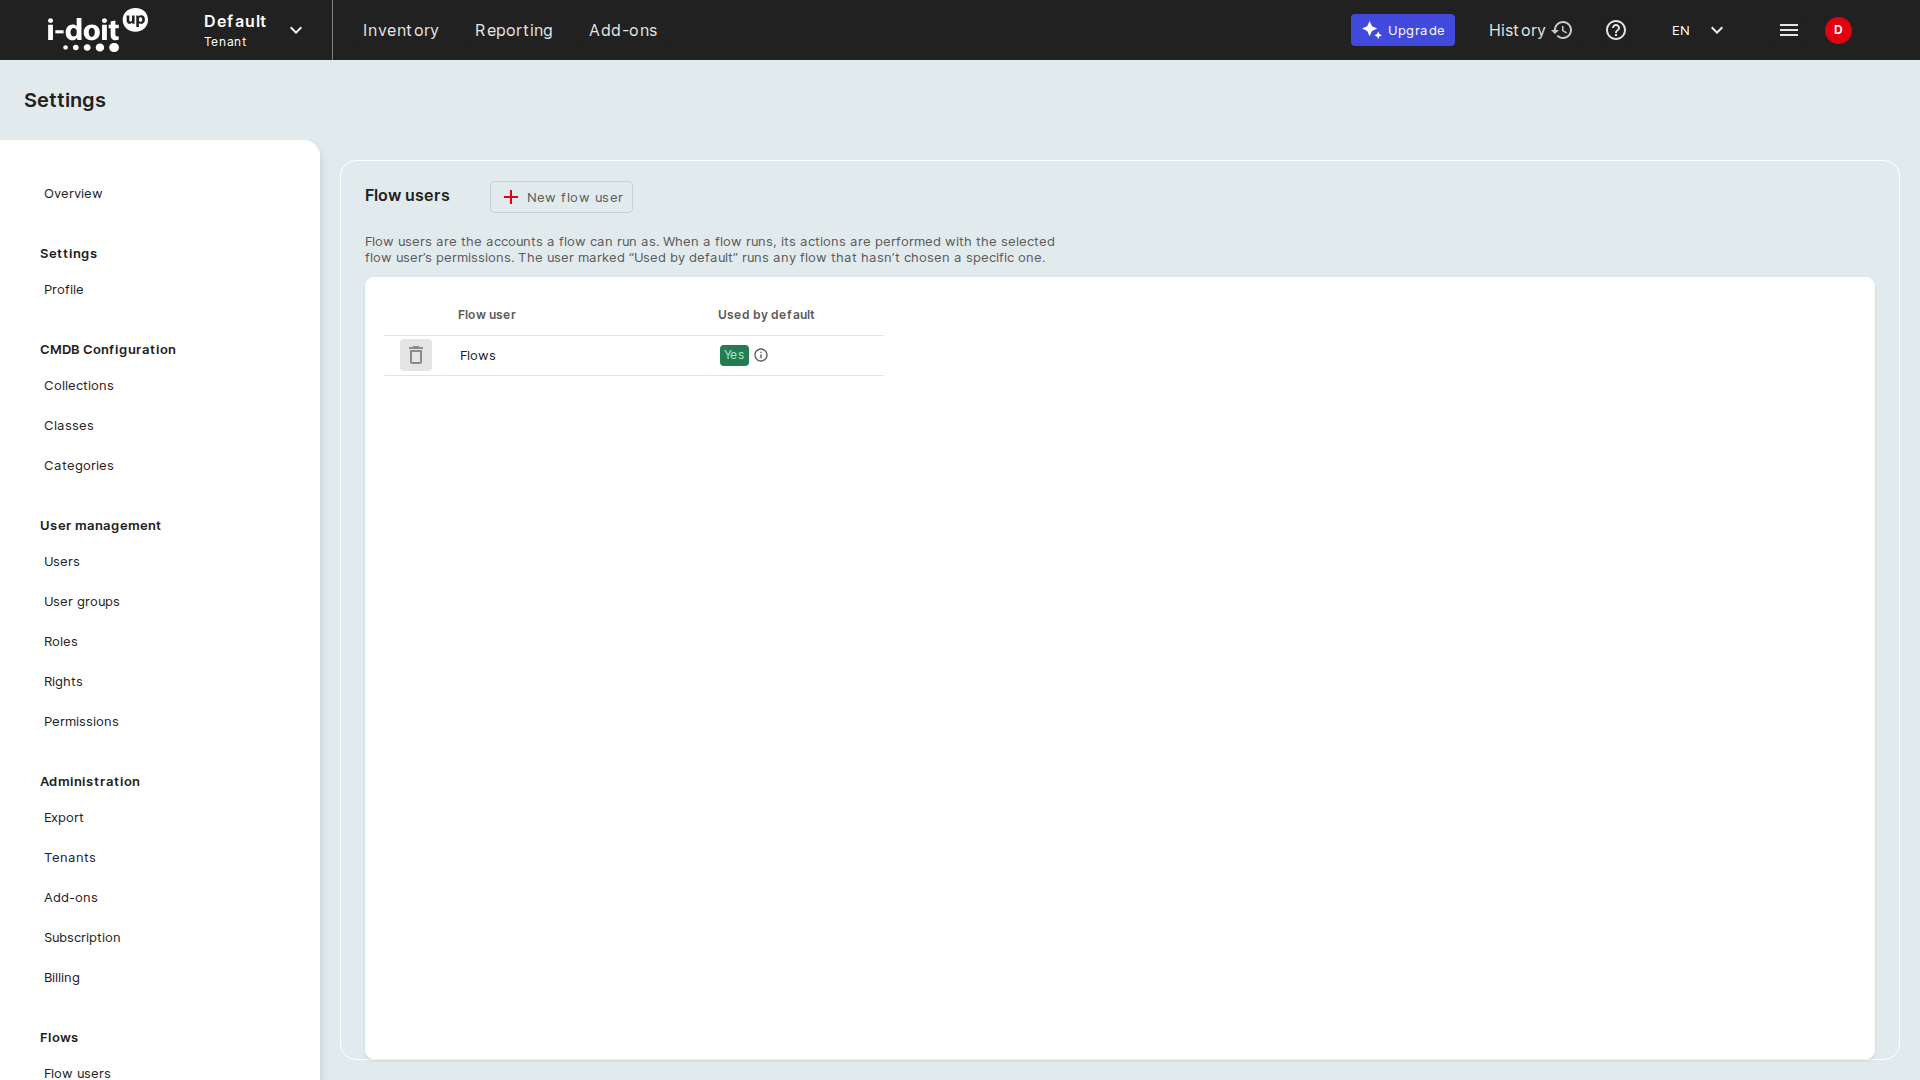 i-doit up
Default
Tenant
Inventory
Reporting
Add-ons
Upgrade
History
EN
D
Settings
Overview
Settings
Profile
CMDB Configuration
Collections
Classes
Categories
User management
Users
User groups
Roles
Rights
Permissions
Administration
Export
Tenants
Add-ons
Subscription
Billing
Flows
Flow users
Flow users
New flow user
Flow users are the accounts a flow can run as. When a flow runs, its actions are performed with the selected
flow user's permissions. The user marked “Used by default” runs any flow that hasn't chosen a specific one.
Flow user
Used by default
Flows
Yes